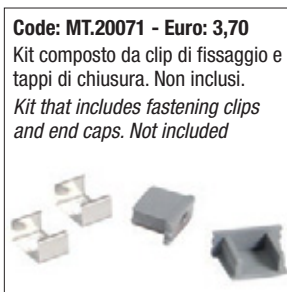 Code: MT.20071 - Euro: 3,70
Kit composto da clip di fissaggio e
tappi di chiusura. Non inclusi.
Kit that includes fastening clips
and end caps. Not included